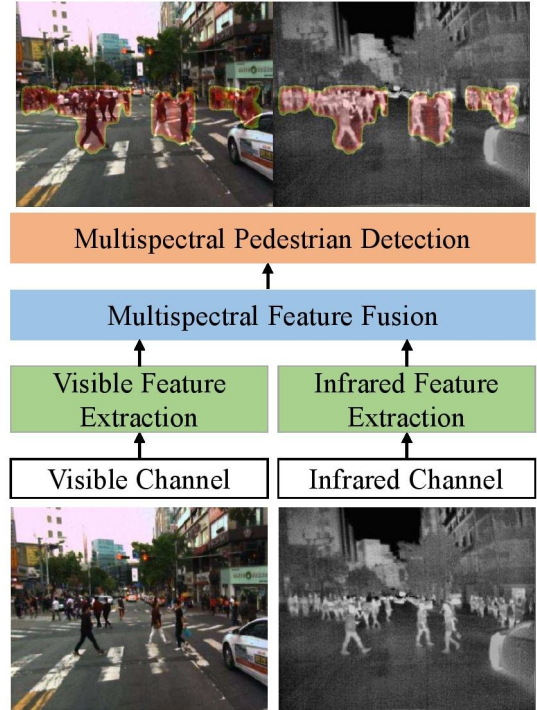 Multispectral Pedestrian Detection
Multispectral Feature Fusion
Visible Feature
Extraction
Infrared Feature
Extraction
Visible Channel
Infrared Channel